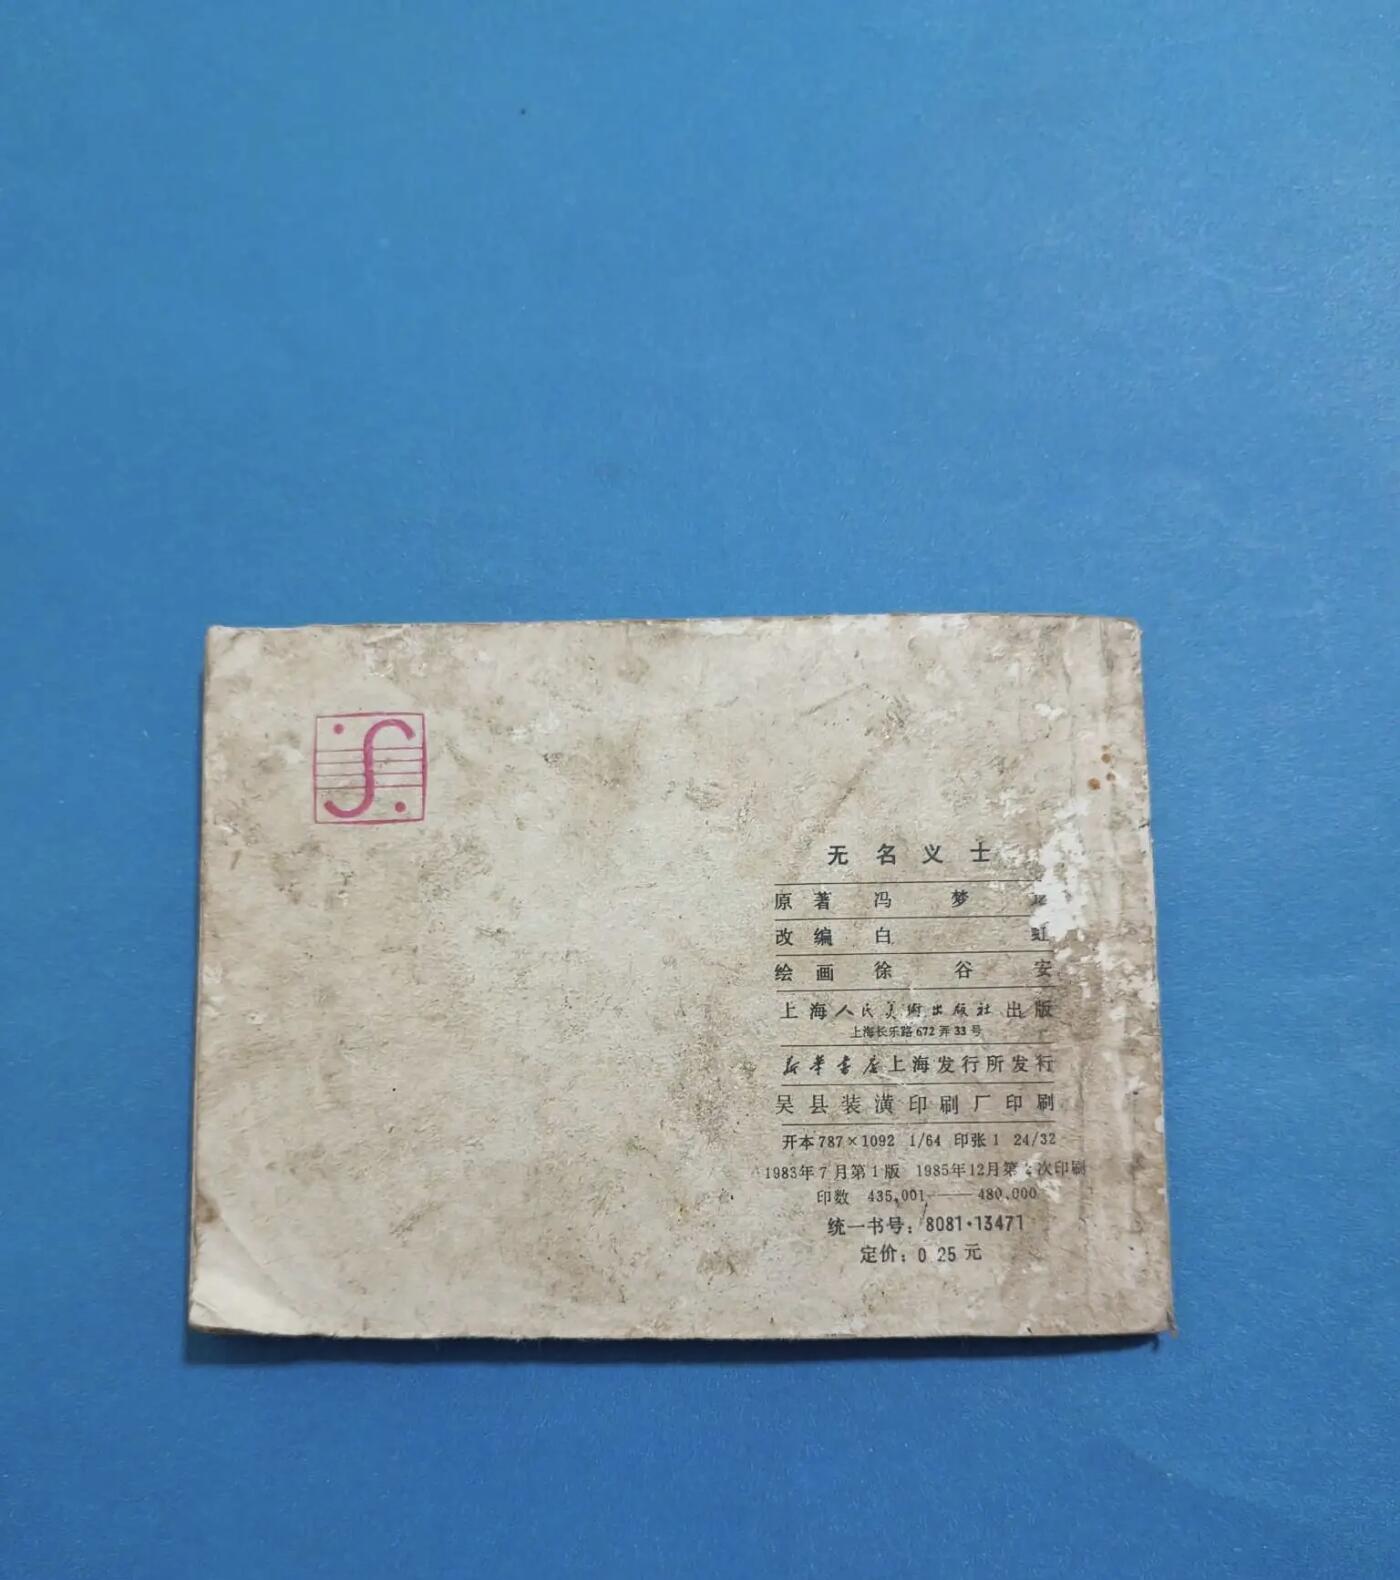 无名义士
原著 冯梦
改编 白虹
绘画 徐谷安
上海人民美術出版社出版
上海长乐路672弄33号
新华书店上海发行所发行
吴县装潢印刷厂印刷
开本787×1092 1/64 印张1 24/32
1983年7月第1版 1985年12月第 次印刷
印数 435,001——480,000
统一书号：8081·13471
定价：0 25元